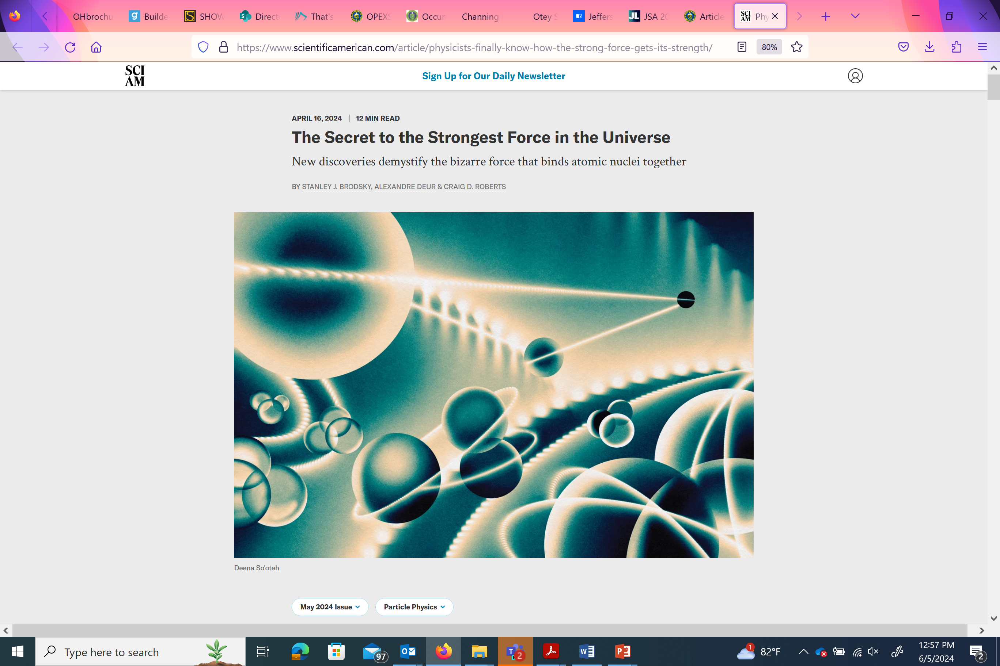 OHbrochu
Builde
SHOW
Direct
That's
OPEXS
Occur
Channing
Otey S
Jeffers
JSA 20
Article
SCI
AM
Phy
https://www.scientificamerican.com/article/physicists-finally-know-how-the-strong-force-gets-its-strength/
80%
SCI
AM
Sign Up for Our Daily Newsletter
APRIL 16, 2024
12 MIN READ
The Secret to the Strongest Force in the Universe
New discoveries demystify the bizarre force that binds atomic nuclei together
BY STANLEY J. BRODSKY, ALEXANDRE DEUR & CRAIG D. ROBERTS
Deena So'oteh
May 2024 Issue
Particle Physics
Type here to search
97
2
1
82°F
12:57 PM
6/5/2024
2